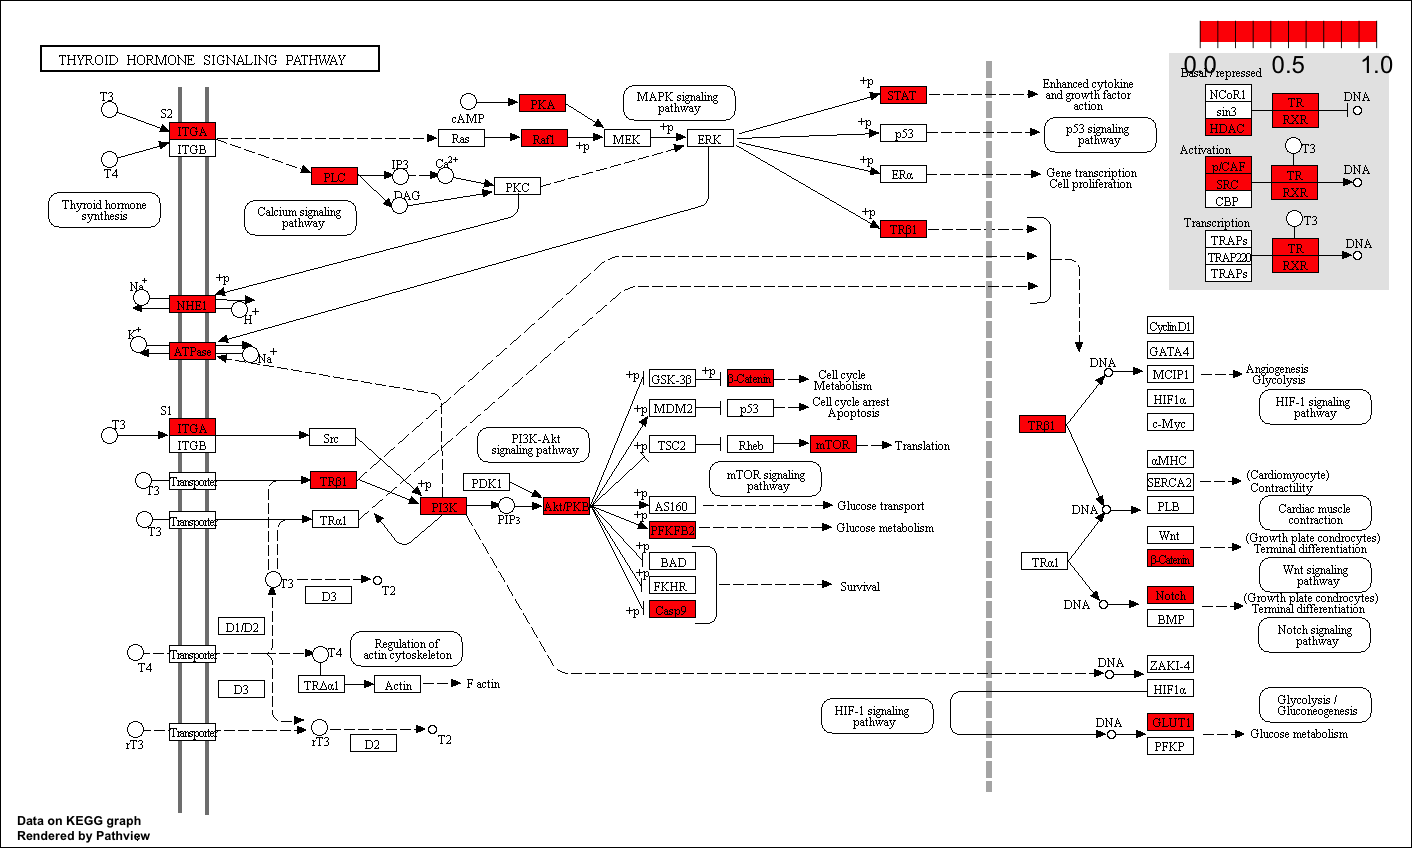 THYROID HORMONE SIGNALING PATHWAY
0.0 0.5 1.0
Basal / repressed
NCoR1
sin3
HDAC
TR
RXR
DNA
Activation
p/CAF
SRC
CBP
T3
TR
RXR
DNA
Transcription
TRAPs
TRAP220
TRAPs
T3
TR
RXR
DNA
T3
T4
S2
ITGA
ITGB
Thyroid hormone
synthesis
cAMP
PKA
Ras
Raf1
+p
MEK
+p
ERK
MAPK signaling
pathway
PLC
IP3
Ca2+
DAG
PKC
Calcium signaling
pathway
+p
STAT
Enhanced cytokine
and growth factor
action
+p
p53
p53 signaling
pathway
+p
ERα
Gene transcription
Cell proliferation
+p
TRβ1
+p
Na+
NHE1
H+
K+
ATPase
Na+
S1
T3
ITGA
ITGB
Src
T3
Transporter
TRβ1
T3
Transporter
TRα1
+p
PI3K
PI3K-Akt
signaling pathway
PDK1
PIP3
Akt/PKB
+p
GSK-3β
+p
β-Catenin
Cell cycle
Metabolism
+p
MDM2
p53
Cell cycle arrest
Apoptosis
+p
TSC2
Rheb
mTOR
Translation
mTOR signaling
pathway
+p
AS160
Glucose transport
+p
PFKFB2
Glucose metabolism
+p
BAD
+p
FKHR
Survival
+p
Casp9
T3
D3
T2
D1/D2
T4
Transporter
T4
Regulation of
actin cytoskeleton
D3
TRΔα1
Actin
F actin
rT3
Transporter
rT3
D2
T2
DNA
TRβ1
CyclinD1
GATA4
MCIP1
HIF1α
c-Myc
Angiogenesis
Glycolysis
HIF-1 signaling
pathway
αMHC
SERCA2
PLB
DNA
(Cardiomyocyte)
Contractility
Cardiac muscle
contraction
TRα1
Wnt
β-Catenin
(Growth plate condrocytes)
Terminal differentiation
Wnt signaling
pathway
DNA
Notch
BMP
(Growth plate condrocytes)
Terminal differentiation
Notch signaling
pathway
DNA
ZAKI-4
HIF1α
HIF-1 signaling
pathway
Glycolysis /
Gluconeogenesis
DNA
GLUT1
PFKP
Glucose metabolism
Data on KEGG graph
Rendered by Pathview